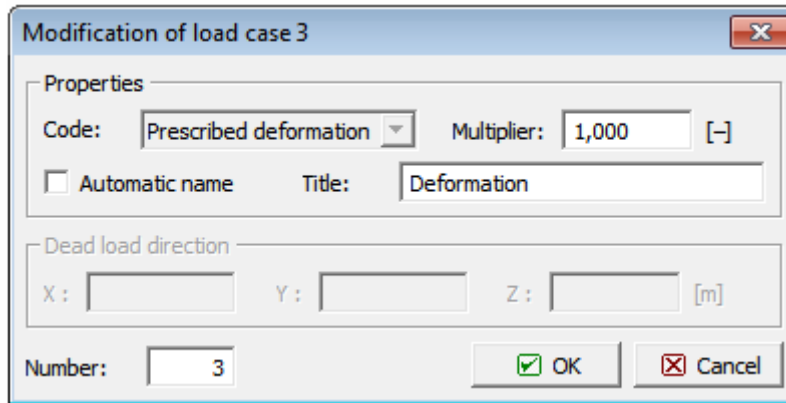 Modification of load case 3
Properties
Code: Prescribed deformation Multiplier: 1,000 [–]
Automatic name Title: Deformation
Dead load direction
X : Y : Z : [m]
Number: 3 OK Cancel